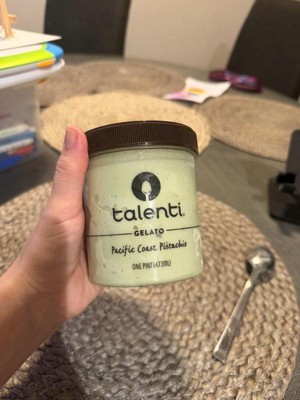 talenti
GELATO
Pacific Coast Pistachio
ONE PINT (473mL)